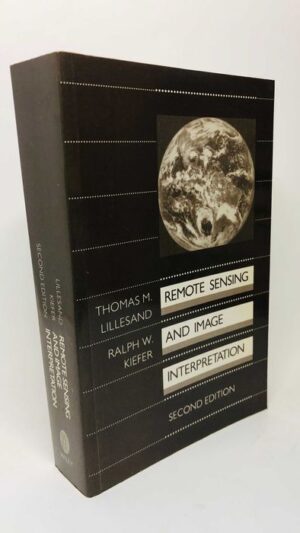 THOMAS M.
LILLESAND
RALPH W.
KIEFER
REMOTE SENSING
AND IMAGE
INTERPRETATION
SECOND EDITION
SECOND EDITION
LILLESAND
KIEFER
REMOTE SENSING
AND IMAGE
INTERPRETATION
WILEY